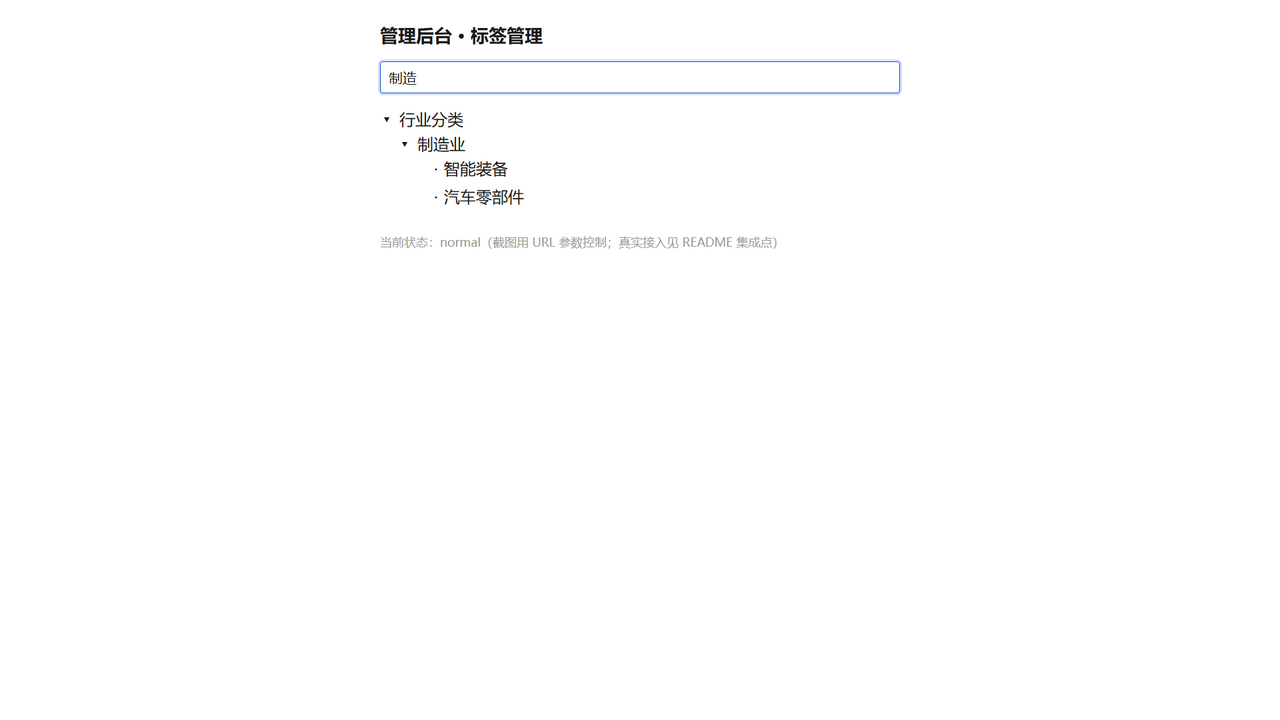 管理后台 · 标签管理
制造
▾ 行业分类
▾ 制造业
· 智能装备
· 汽车零部件
当前状态：normal（截图用 URL 参数控制；真实接入见 README 集成点）